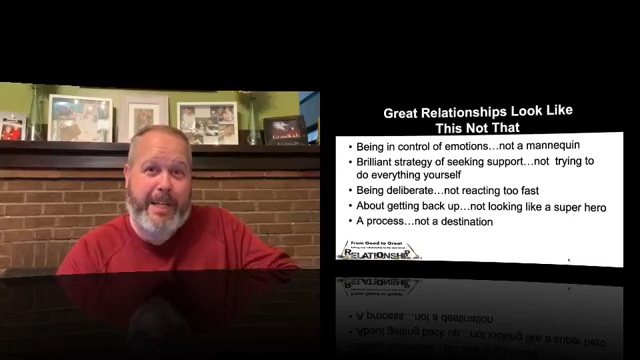 Great Relationships Look Like
This Not That
• Being in control of emotions…not a mannequin
• Brilliant strategy of seeking support…not trying to
do everything yourself
• Being deliberate…not reacting too fast
• About getting back up…not looking like a super hero
• A process…not a destination
From Good to Great
RELATIONSHIP